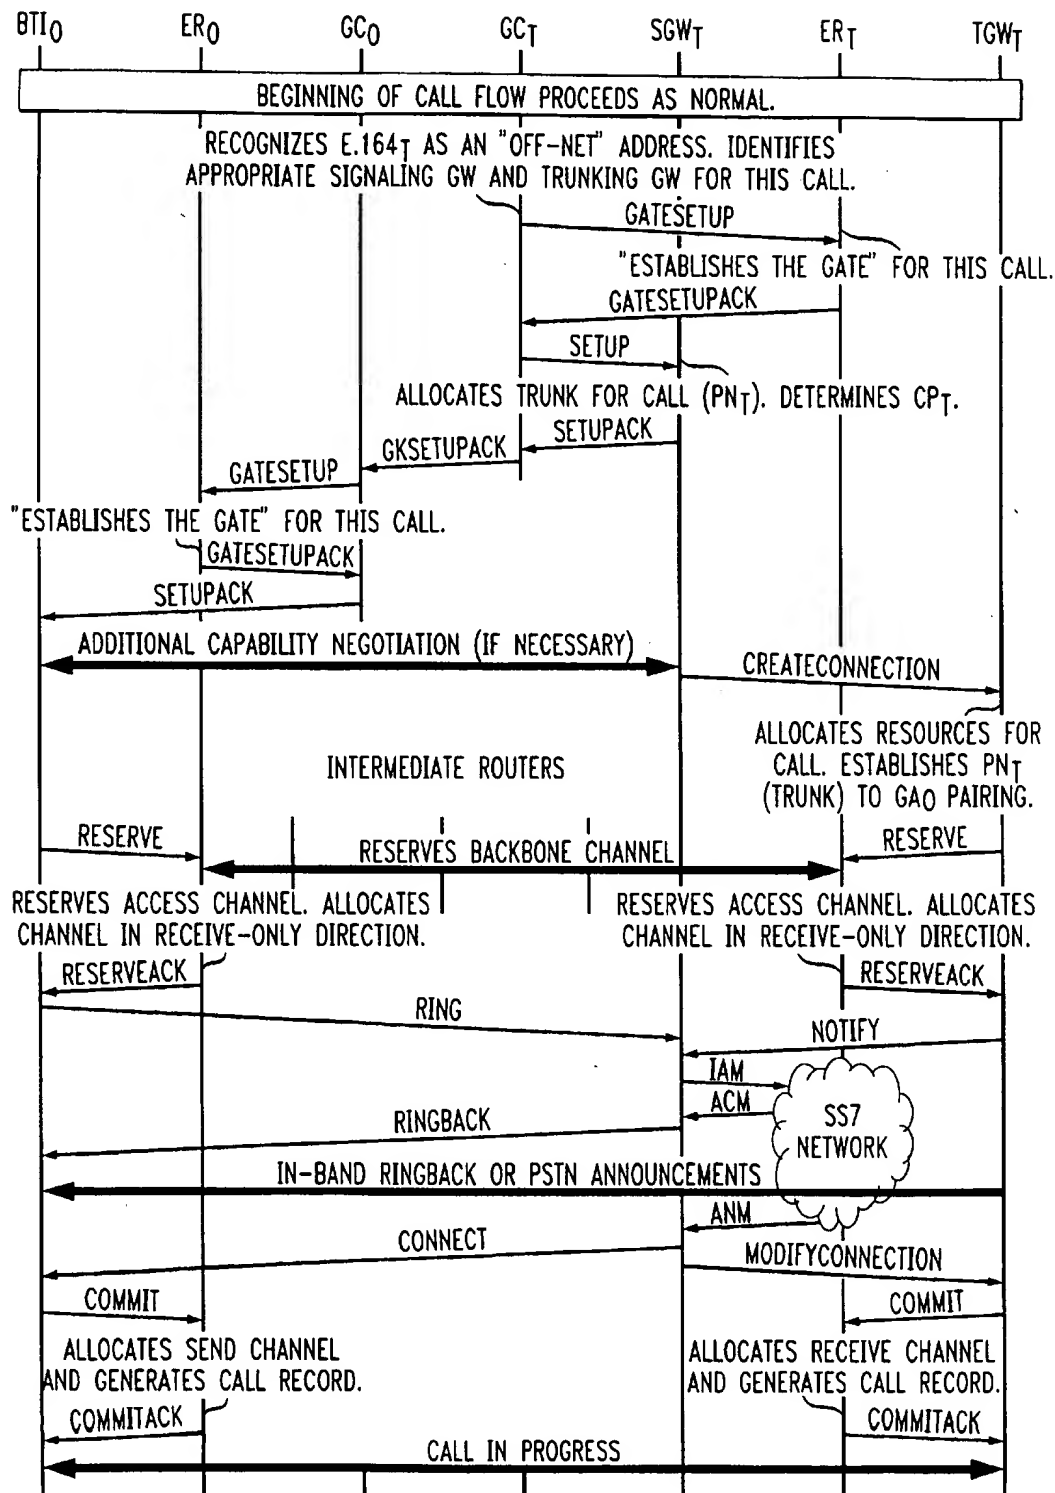 BTIO ERO GCO GCT SGWT ERT TGWT
BEGINNING OF CALL FLOW PROCEEDS AS NORMAL.
RECOGNIZES E.164T AS AN "OFF-NET" ADDRESS. IDENTIFIES
APPROPRIATE SIGNALING GW AND TRUNKING GW FOR THIS CALL.
GATESETUP
"ESTABLISHES THE GATE" FOR THIS CALL.
GATESETUPACK
SETUP
ALLOCATES TRUNK FOR CALL (PNT). DETERMINES CPT.
SETUPACK
GKSETUPACK
GATESETUP
"ESTABLISHES THE GATE" FOR THIS CALL.
GATESETUPACK
SETUPACK
ADDITIONAL CAPABILITY NEGOTIATION (IF NECESSARY)
CREATECONNECTION
ALLOCATES RESOURCES FOR
CALL. ESTABLISHES PNT
(TRUNK) TO GAO PAIRING.
INTERMEDIATE ROUTERS
RESERVE
RESERVES BACKBONE CHANNEL
RESERVE
RESERVES ACCESS CHANNEL. ALLOCATES
CHANNEL IN RECEIVE-ONLY DIRECTION.
RESERVES ACCESS CHANNEL. ALLOCATES
CHANNEL IN RECEIVE-ONLY DIRECTION.
RESERVEACK
RESERVEACK
RING
NOTIFY
IAM
ACM
SS7
NETWORK
RINGBACK
IN-BAND RINGBACK OR PSTN ANNOUNCEMENTS
ANM
CONNECT
MODIFYCONNECTION
COMMIT
COMMIT
ALLOCATES SEND CHANNEL
AND GENERATES CALL RECORD.
ALLOCATES RECEIVE CHANNEL
AND GENERATES CALL RECORD.
COMMITACK
COMMITACK
CALL IN PROGRESS